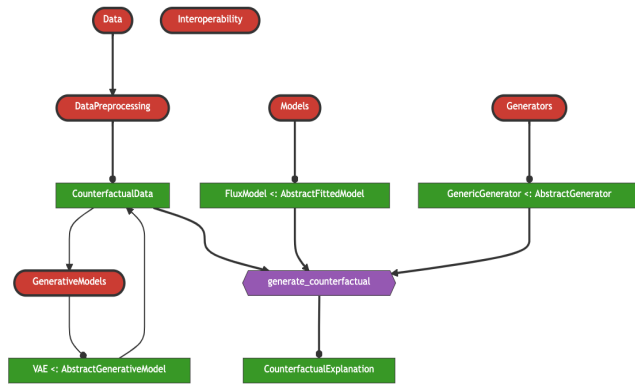 Data
Interoperability
DataPreprocessing
Models
Generators
CounterfactualData
FluxModel <: AbstractFittedModel
GenericGenerator <: AbstractGenerator
GenerativeModels
generate_counterfactual
VAE <: AbstractGenerativeModel
CounterfactualExplanation